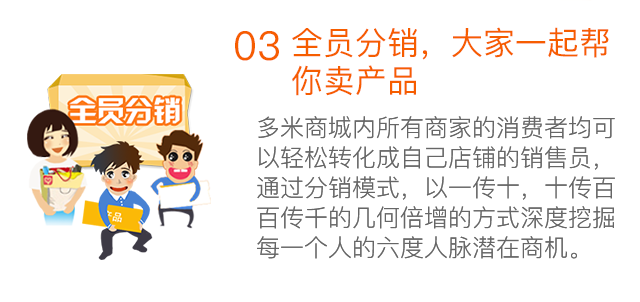 03 全员分销，大家一起帮
你卖产品
全员分销
产品
多米商城内所有商家的消费者均可
以轻松转化成自己店铺的销售员，
通过分销模式，以一传十，十传百
百传千的几何倍增的方式深度挖掘
每一个人的六度人脉潜在商机。